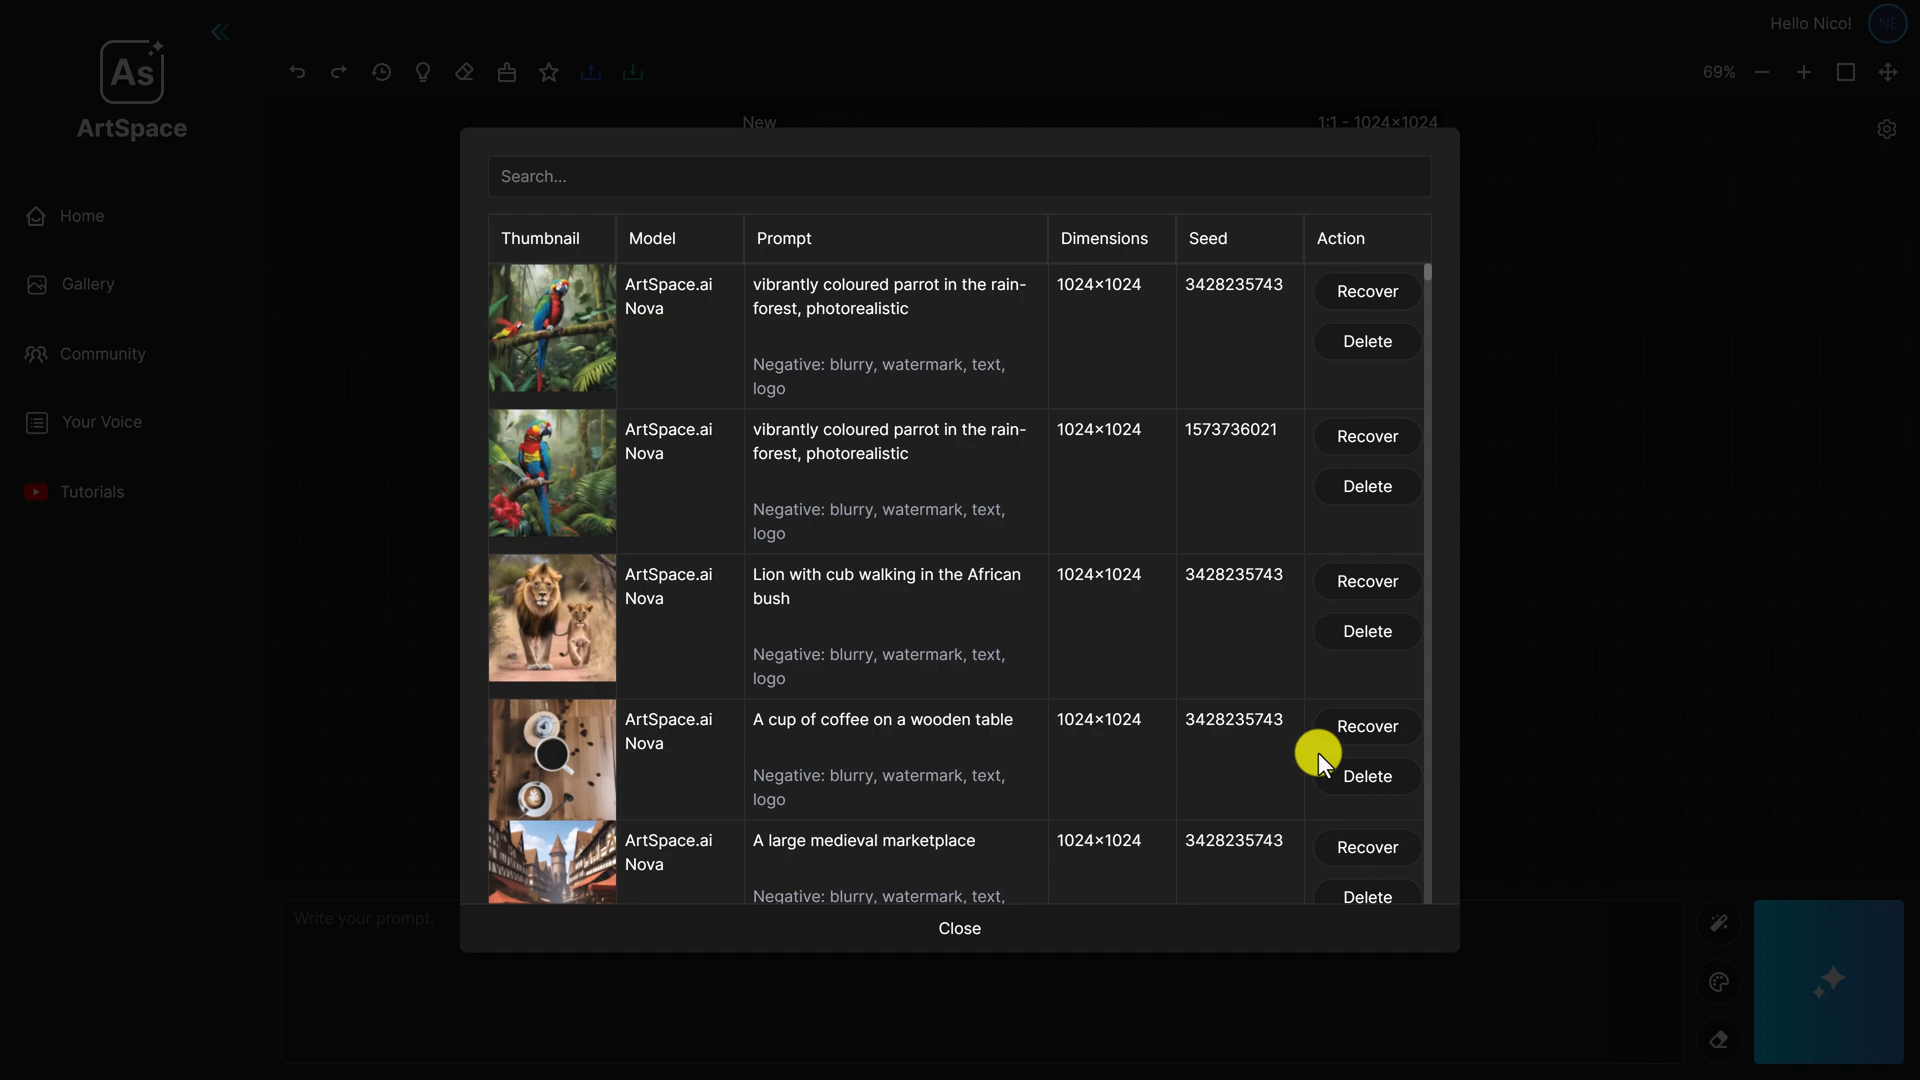 Hello Nico!
NE
As
ArtSpace
69%
New
1:1 - 1024×1024
Home
Gallery
Community
Your Voice
Tutorials
Search...
Thumbnail Model Prompt Dimensions Seed Action
ArtSpace.ai
Nova
vibrantly coloured parrot in the rain-
forest, photorealistic
Negative: blurry, watermark, text,
logo
1024×1024
3428235743
Recover
Delete
ArtSpace.ai
Nova
vibrantly coloured parrot in the rain-
forest, photorealistic
Negative: blurry, watermark, text,
logo
1024×1024
1573736021
Recover
Delete
ArtSpace.ai
Nova
Lion with cub walking in the African
bush
Negative: blurry, watermark, text,
logo
1024×1024
3428235743
Recover
Delete
ArtSpace.ai
Nova
A cup of coffee on a wooden table
Negative: blurry, watermark, text,
logo
1024×1024
3428235743
Recover
Delete
ArtSpace.ai
Nova
A large medieval marketplace
Negative: blurry, watermark, text,
1024×1024
3428235743
Recover
Delete
Close
Write your prompt.